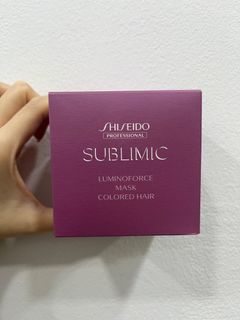 SHISEIDO
PROFESSIONAL
SUBLIMIC
LUMINOFORCE
MASK
COLORED HAIR